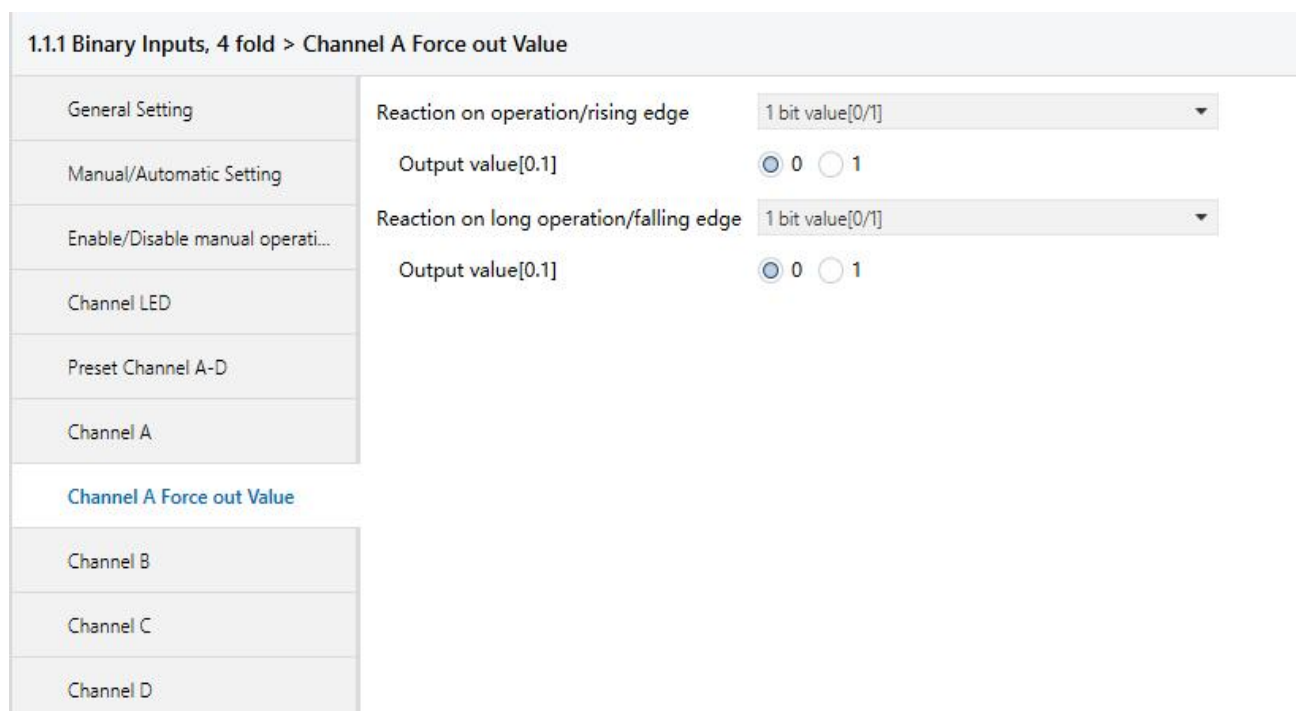 1.1.1 Binary Inputs, 4 fold > Channel A Force out Value
General Setting
Manual/Automatic Setting
Enable/Disable manual operati...
Channel LED
Preset Channel A-D
Channel A
Channel A Force out Value
Channel B
Channel C
Channel D
Reaction on operation/rising edge 1 bit value[0/1]
Output value[0.1] 0 1
Reaction on long operation/falling edge 1 bit value[0/1]
Output value[0.1] 0 1